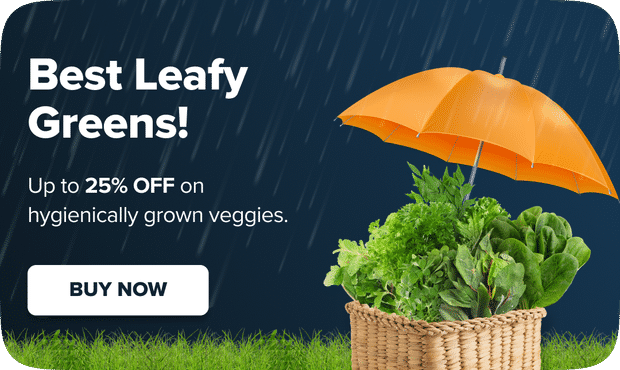 Best Leafy
Greens!
Up to 25% OFF on
hygienically grown veggies.
BUY NOW